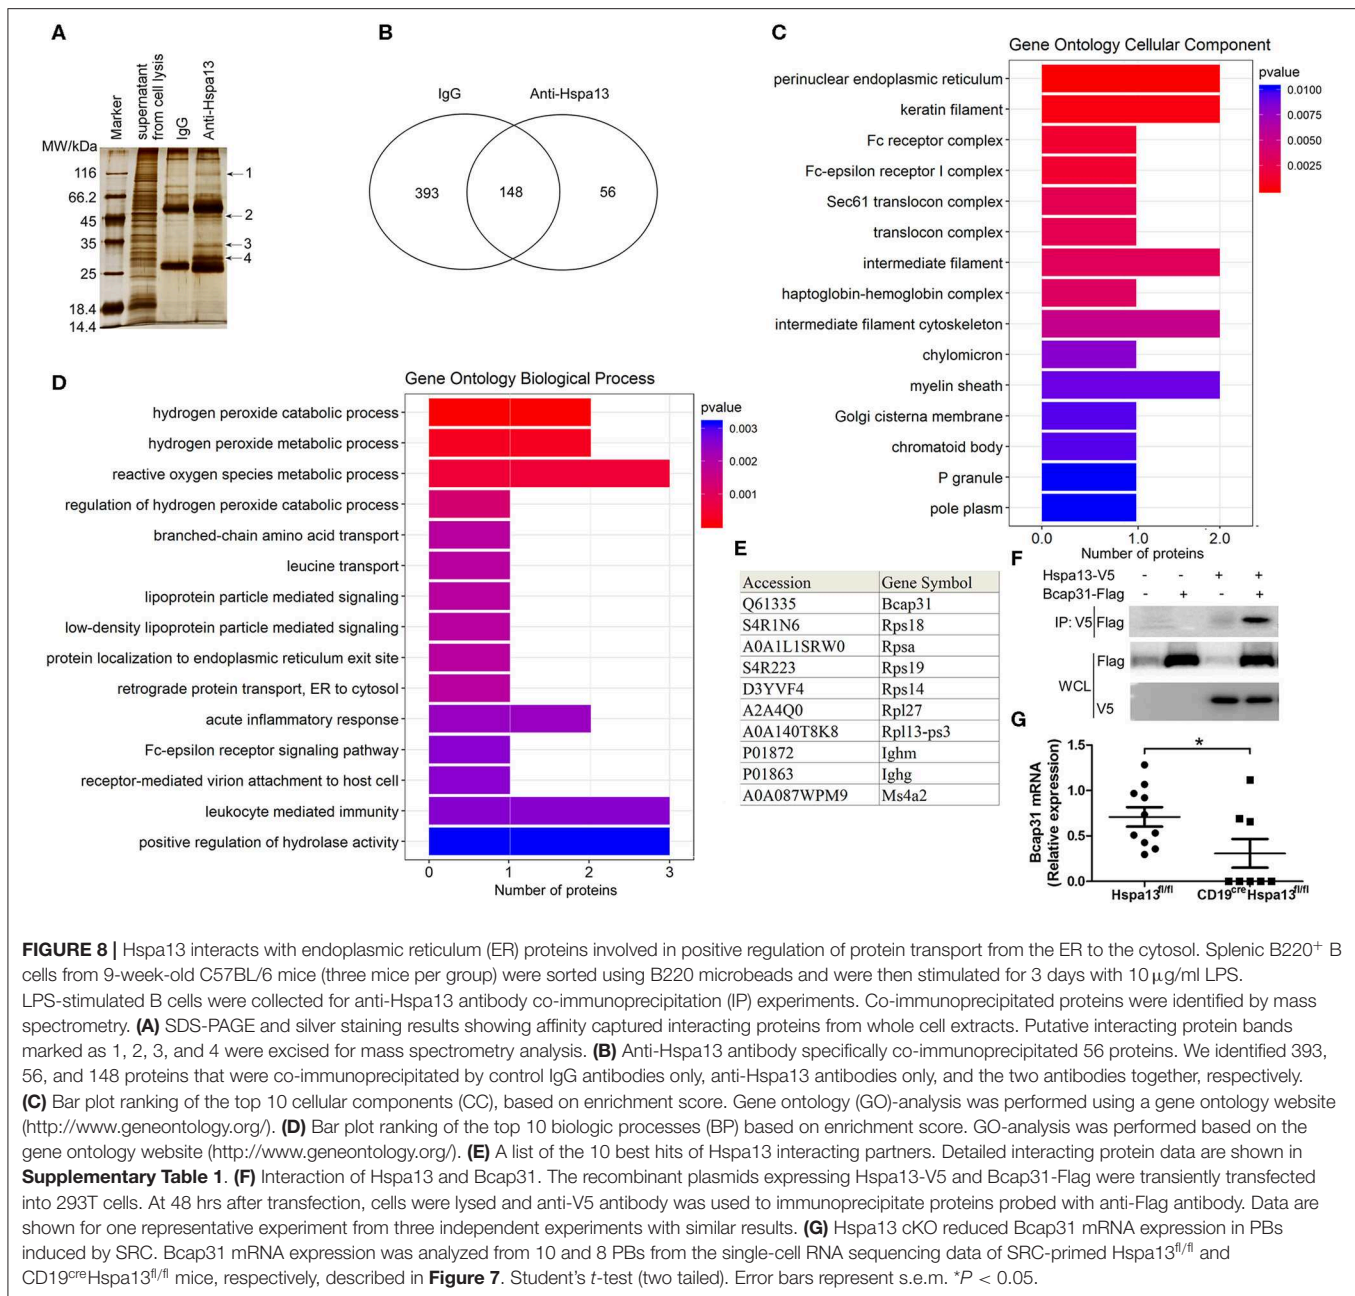 A
Marker
supernatant
from cell lysis
IgG
Anti-Hspa13
MW/kDa
116
66.2
45
35
25
18.4
14.4
1
2
3
4
B
IgG
Anti-Hspa13
393
148
56
C
Gene Ontology Cellular Component
perinuclear endoplasmic reticulum
keratin filament
Fc receptor complex
Fc-epsilon receptor I complex
Sec61 translocon complex
translocon complex
intermediate filament
haptoglobin-hemoglobin complex
intermediate filament cytoskeleton
chylomicron
myelin sheath
Golgi cisterna membrane
chromatoid body
P granule
pole plasm
0.0
1.0
2.0
Number of proteins
pvalue
0.0100
0.0075
0.0050
0.0025
D
Gene Ontology Biological Process
hydrogen peroxide catabolic process
hydrogen peroxide metabolic process
reactive oxygen species metabolic process
regulation of hydrogen peroxide catabolic process
branched-chain amino acid transport
leucine transport
lipoprotein particle mediated signaling
low-density lipoprotein particle mediated signaling
protein localization to endoplasmic reticulum exit site
retrograde protein transport, ER to cytosol
acute inflammatory response
Fc-epsilon receptor signaling pathway
receptor-mediated virion attachment to host cell
leukocyte mediated immunity
positive regulation of hydrolase activity
0
1
2
3
Number of proteins
pvalue
0.003
0.002
0.001
E
Accession Gene Symbol
Q61335 Bcap31
S4R1N6 Rps18
A0A1L1SRW0 Rpsa
S4R223 Rps19
D3YVF4 Rps14
A2A4Q0 Rpl27
A0A140T8K8 Rpl13-ps3
P01872 Ighm
P01863 Ighg
A0A087WPM9 Ms4a2
F
Hspa13-V5 - - + +
Bcap31-Flag - + - +
IP: V5 Flag
Flag
WCL
V5
G
Bcap31 mRNA
(Relative expression)
1.5
1.0
0.5
0.0
*
Hspa13fl/fl
CD19creHspa13fl/fl
FIGURE 8 | Hspa13 interacts with endoplasmic reticulum (ER) proteins involved in positive regulation of protein transport from the ER to the cytosol. Splenic B220+ B
cells from 9-week-old C57BL/6 mice (three mice per group) were sorted using B220 microbeads and were then stimulated for 3 days with 10 μg/ml LPS.
LPS-stimulated B cells were collected for anti-Hspa13 antibody co-immunoprecipitation (IP) experiments. Co-immunoprecipitated proteins were identified by mass
spectrometry. (A) SDS-PAGE and silver staining results showing affinity captured interacting proteins from whole cell extracts. Putative interacting protein bands
marked as 1, 2, 3, and 4 were excised for mass spectrometry analysis. (B) Anti-Hspa13 antibody specifically co-immunoprecipitated 56 proteins. We identified 393,
56, and 148 proteins that were co-immunoprecipitated by control IgG antibodies only, anti-Hspa13 antibodies only, and the two antibodies together, respectively.
(C) Bar plot ranking of the top 10 cellular components (CC), based on enrichment score. Gene ontology (GO)-analysis was performed using a gene ontology website
(http://www.geneontology.org/). (D) Bar plot ranking of the top 10 biologic processes (BP) based on enrichment score. GO-analysis was performed based on the
gene ontology website (http://www.geneontology.org/). (E) A list of the 10 best hits of Hspa13 interacting partners. Detailed interacting protein data are shown in
Supplementary Table 1. (F) Interaction of Hspa13 and Bcap31. The recombinant plasmids expressing Hspa13-V5 and Bcap31-Flag were transiently transfected
into 293T cells. At 48 hrs after transfection, cells were lysed and anti-V5 antibody was used to immunoprecipitate proteins probed with anti-Flag antibody. Data are
shown for one representative experiment from three independent experiments with similar results. (G) Hspa13 cKO reduced Bcap31 mRNA expression in PBs
induced by SRC. Bcap31 mRNA expression was analyzed from 10 and 8 PBs from the single-cell RNA sequencing data of SRC-primed Hspa13fl/fl and
CD19creHspa13fl/fl mice, respectively, described in Figure 7. Student's t-test (two tailed). Error bars represent s.e.m. *P < 0.05.